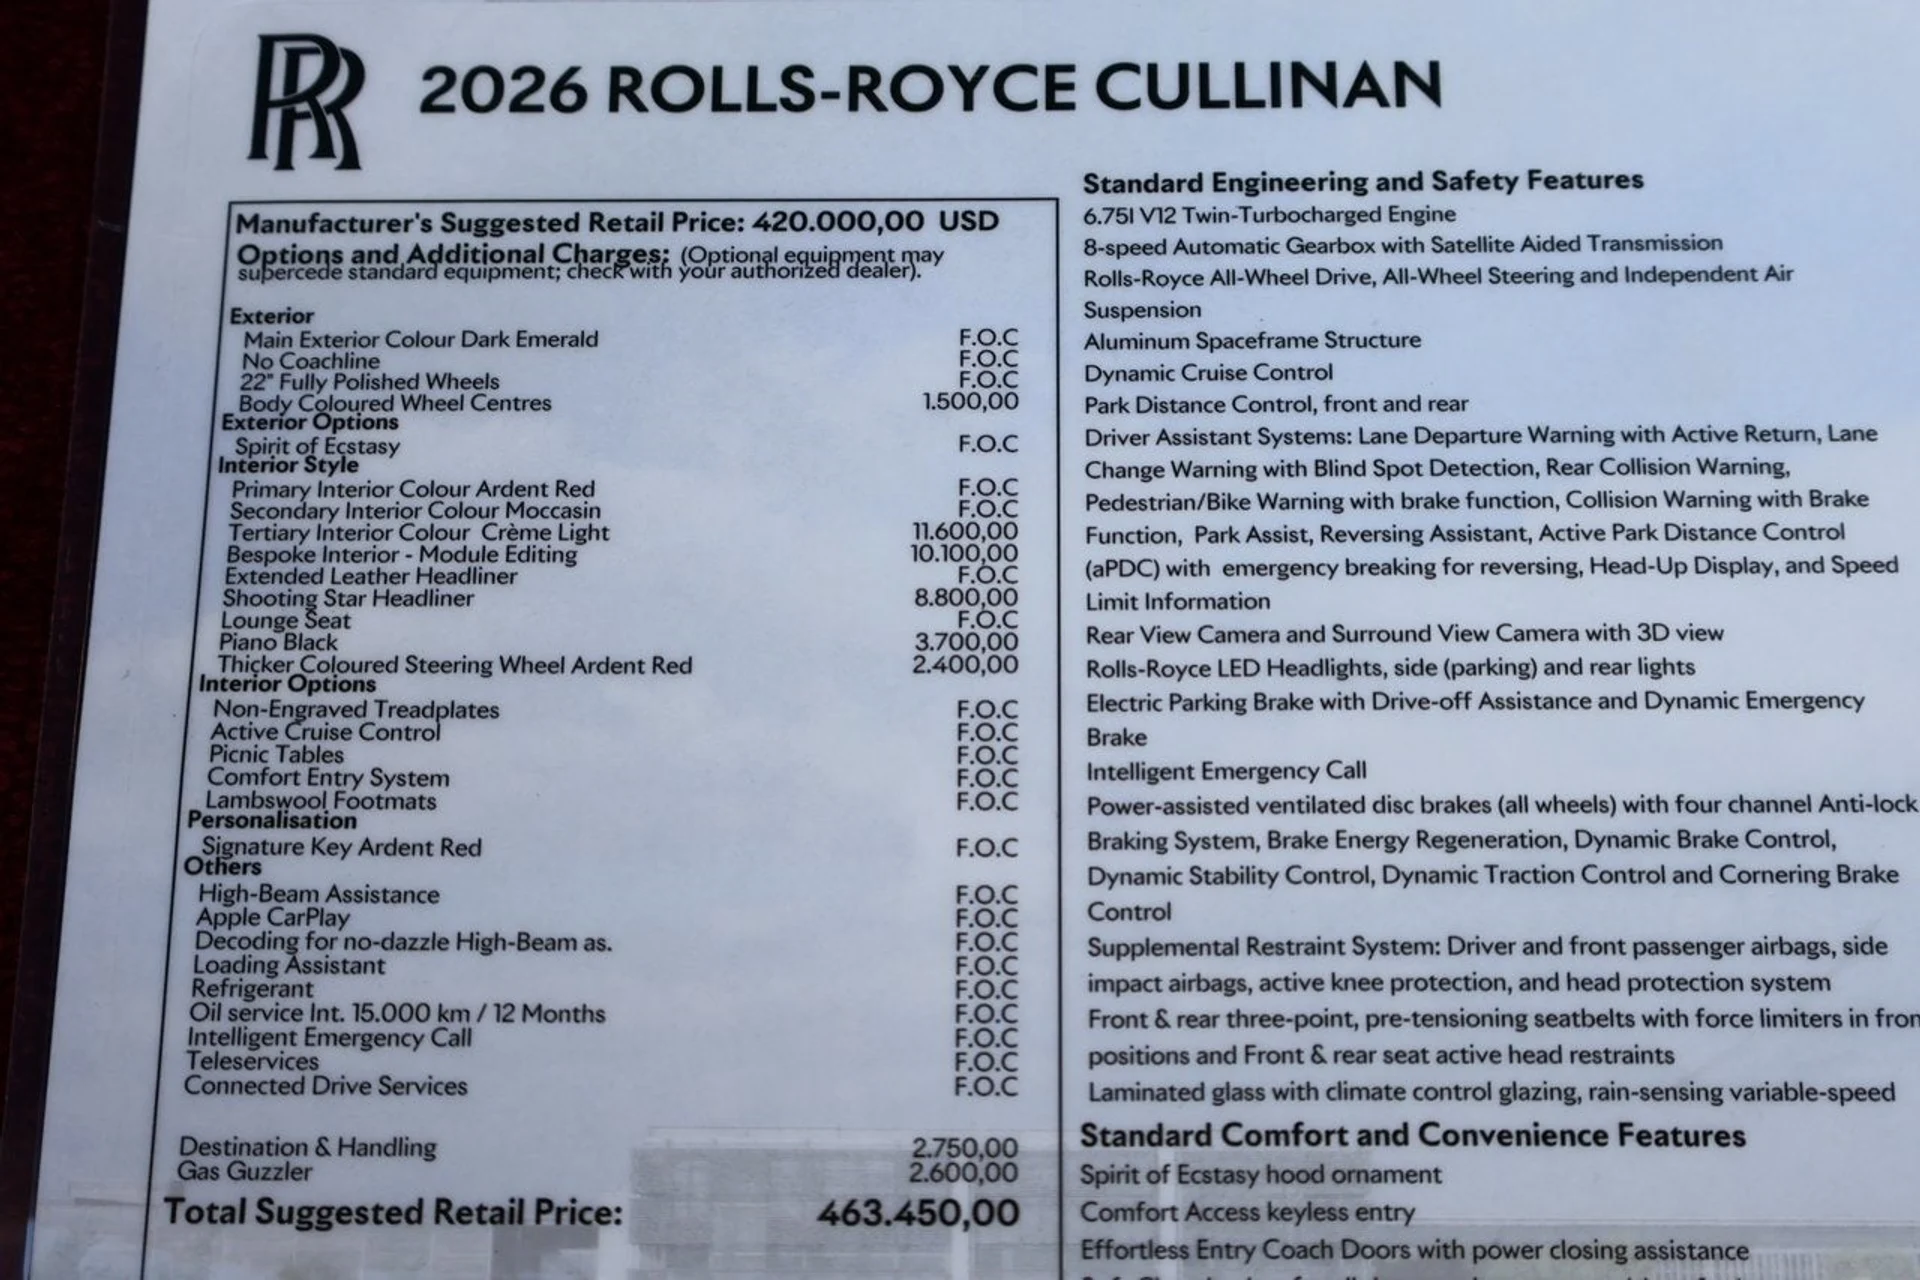 RR
2026 ROLLS-ROYCE CULLINAN
Manufacturer's Suggested Retail Price: 420.000,00 USD
Options and Additional Charges: (Optional equipment may
supercede standard equipment; check with your authorized dealer).
Exterior
Main Exterior Colour Dark Emerald F.O.C
No Coachline F.O.C
22" Fully Polished Wheels F.O.C
Body Coloured Wheel Centres 1.500,00
Exterior Options
Spirit of Ecstasy F.O.C
Interior Style
Primary Interior Colour Ardent Red F.O.C
Secondary Interior Colour Moccasin F.O.C
Tertiary Interior Colour Crème Light 11.600,00
Bespoke Interior - Module Editing 10.100,00
Extended Leather Headliner F.O.C
Shooting Star Headliner 8.800,00
Lounge Seat F.O.C
Piano Black 3.700,00
Thicker Coloured Steering Wheel Ardent Red 2.400,00
Interior Options
Non-Engraved Treadplates F.O.C
Active Cruise Control F.O.C
Picnic Tables F.O.C
Comfort Entry System F.O.C
Lambswool Footmats F.O.C
Personalisation
Signature Key Ardent Red F.O.C
Others
High-Beam Assistance F.O.C
Apple CarPlay F.O.C
Decoding for no-dazzle High-Beam as. F.O.C
Loading Assistant F.O.C
Refrigerant F.O.C
Oil service Int. 15.000 km / 12 Months F.O.C
Intelligent Emergency Call F.O.C
Teleservices F.O.C
Connected Drive Services F.O.C
Destination & Handling 2.750,00
Gas Guzzler 2.600,00
Total Suggested Retail Price: 463.450,00
Standard Engineering and Safety Features
6.75l V12 Twin-Turbocharged Engine
8-speed Automatic Gearbox with Satellite Aided Transmission
Rolls-Royce All-Wheel Drive, All-Wheel Steering and Independent Air
Suspension
Aluminum Spaceframe Structure
Dynamic Cruise Control
Park Distance Control, front and rear
Driver Assistant Systems: Lane Departure Warning with Active Return, Lane
Change Warning with Blind Spot Detection, Rear Collision Warning,
Pedestrian/Bike Warning with brake function, Collision Warning with Brake
Function, Park Assist, Reversing Assistant, Active Park Distance Control
(aPDC) with emergency breaking for reversing, Head-Up Display, and Speed
Limit Information
Rear View Camera and Surround View Camera with 3D view
Rolls-Royce LED Headlights, side (parking) and rear lights
Electric Parking Brake with Drive-off Assistance and Dynamic Emergency
Brake
Intelligent Emergency Call
Power-assisted ventilated disc brakes (all wheels) with four channel Anti-lock
Braking System, Brake Energy Regeneration, Dynamic Brake Control,
Dynamic Stability Control, Dynamic Traction Control and Cornering Brake
Control
Supplemental Restraint System: Driver and front passenger airbags, side
impact airbags, active knee protection, and head protection system
Front & rear three-point, pre-tensioning seatbelts with force limiters in fron
positions and Front & rear seat active head restraints
Laminated glass with climate control glazing, rain-sensing variable-speed
Standard Comfort and Convenience Features
Spirit of Ecstasy hood ornament
Comfort Access keyless entry
Effortless Entry Coach Doors with power closing assistance